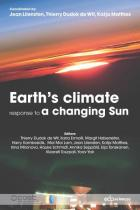 Coordinated by
Jean Lilensten, Thierry Dudok de Wit, Katja Matthes
Earth's climate
response to a changing Sun
Editors
Thierry Dudok de Wit, Ilaria Ermolli, Margit Haberreiter,
Harry Kambezidis, Mai Mai Lam, Jean Lilensten, Katja Matthes,
Irina Mironova, Hauke Schmidt, Annika Seppälä, Eija Tanskanen,
Kleareti Tourpali, Yoav Yair
cost